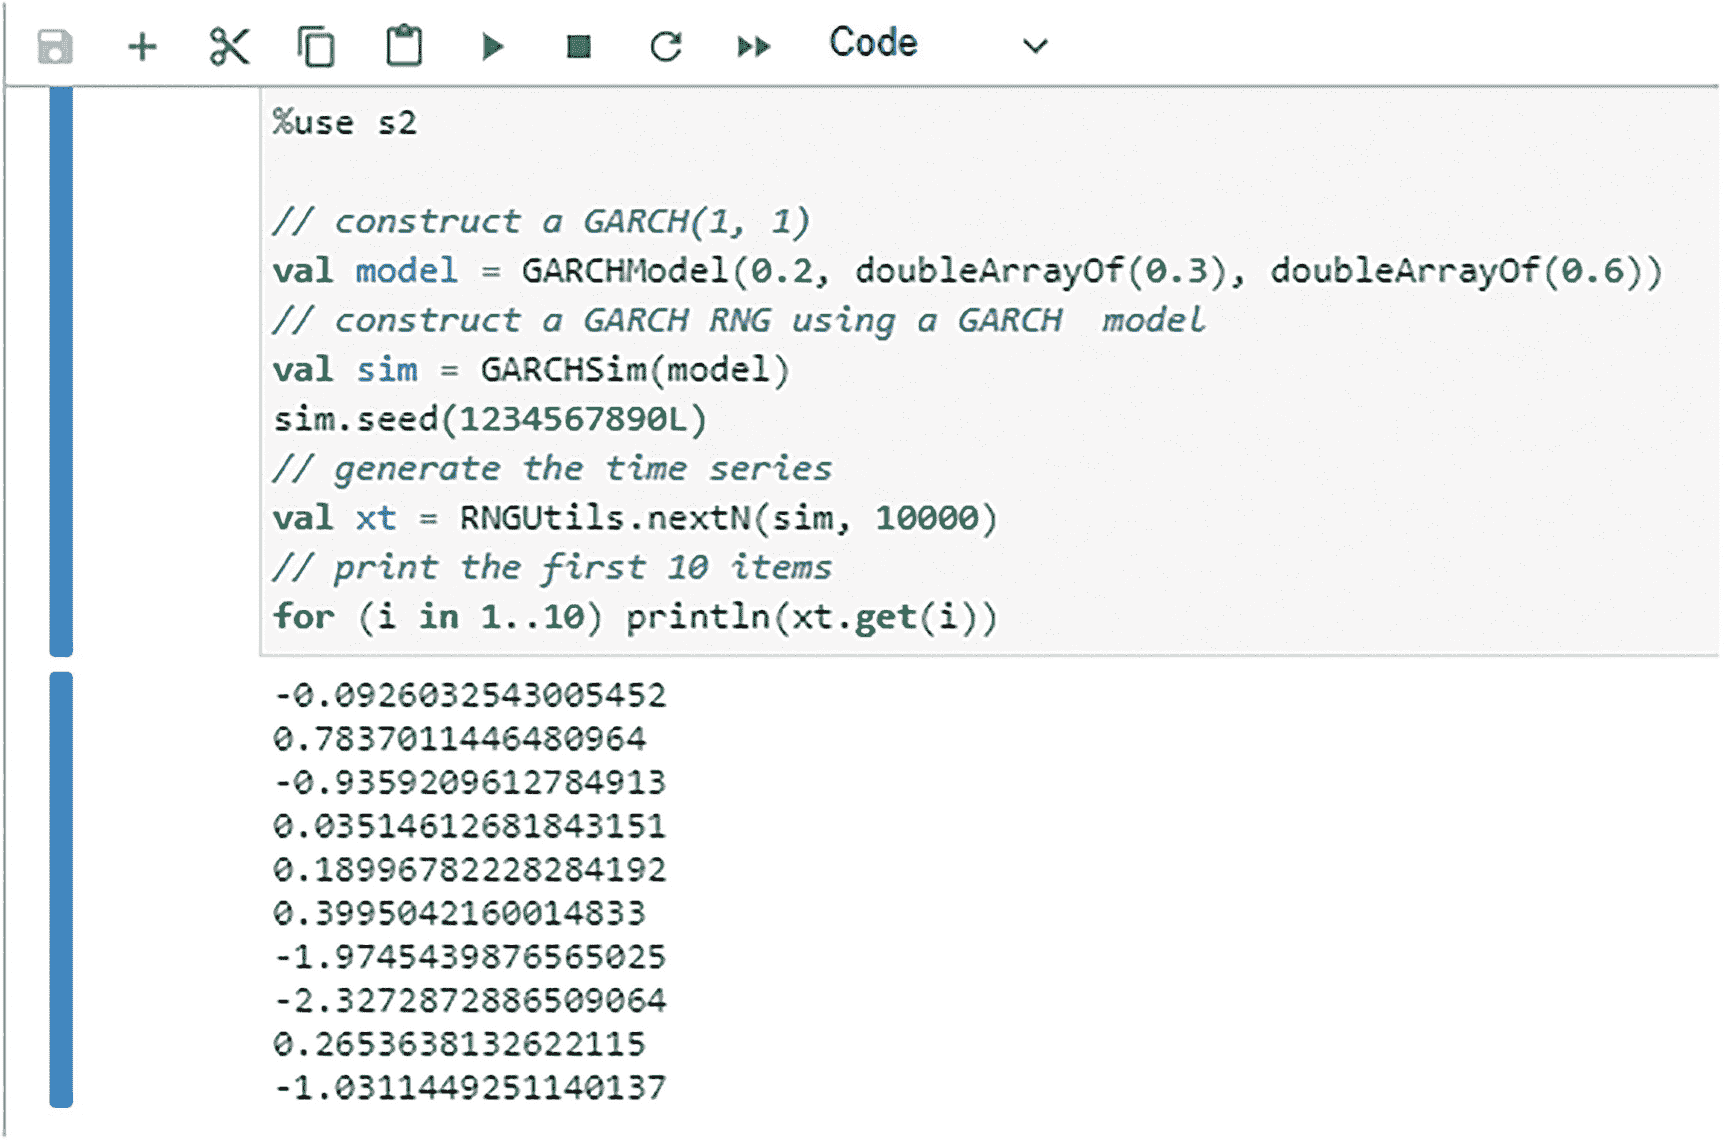 Code
%use s2
// construct a GARCH(1, 1)
val model = GARCHModel(0.2, doubleArrayOf(0.3), doubleArrayOf(0.6))
// construct a GARCH RNG using a GARCH  model
val sim = GARCHSim(model)
sim.seed(1234567890L)
// generate the time series
val xt = RNGUtils.nextN(sim, 10000)
// print the first 10 items
for (i in 1..10) println(xt.get(i))
-0.0926032543005452
0.7837011446480964
-0.9359209612784913
0.03514612681843151
0.18996782228284192
0.3995042160014833
-1.9745439876565025
-2.3272872886509064
0.2653638132622115
-1.0311449251140137